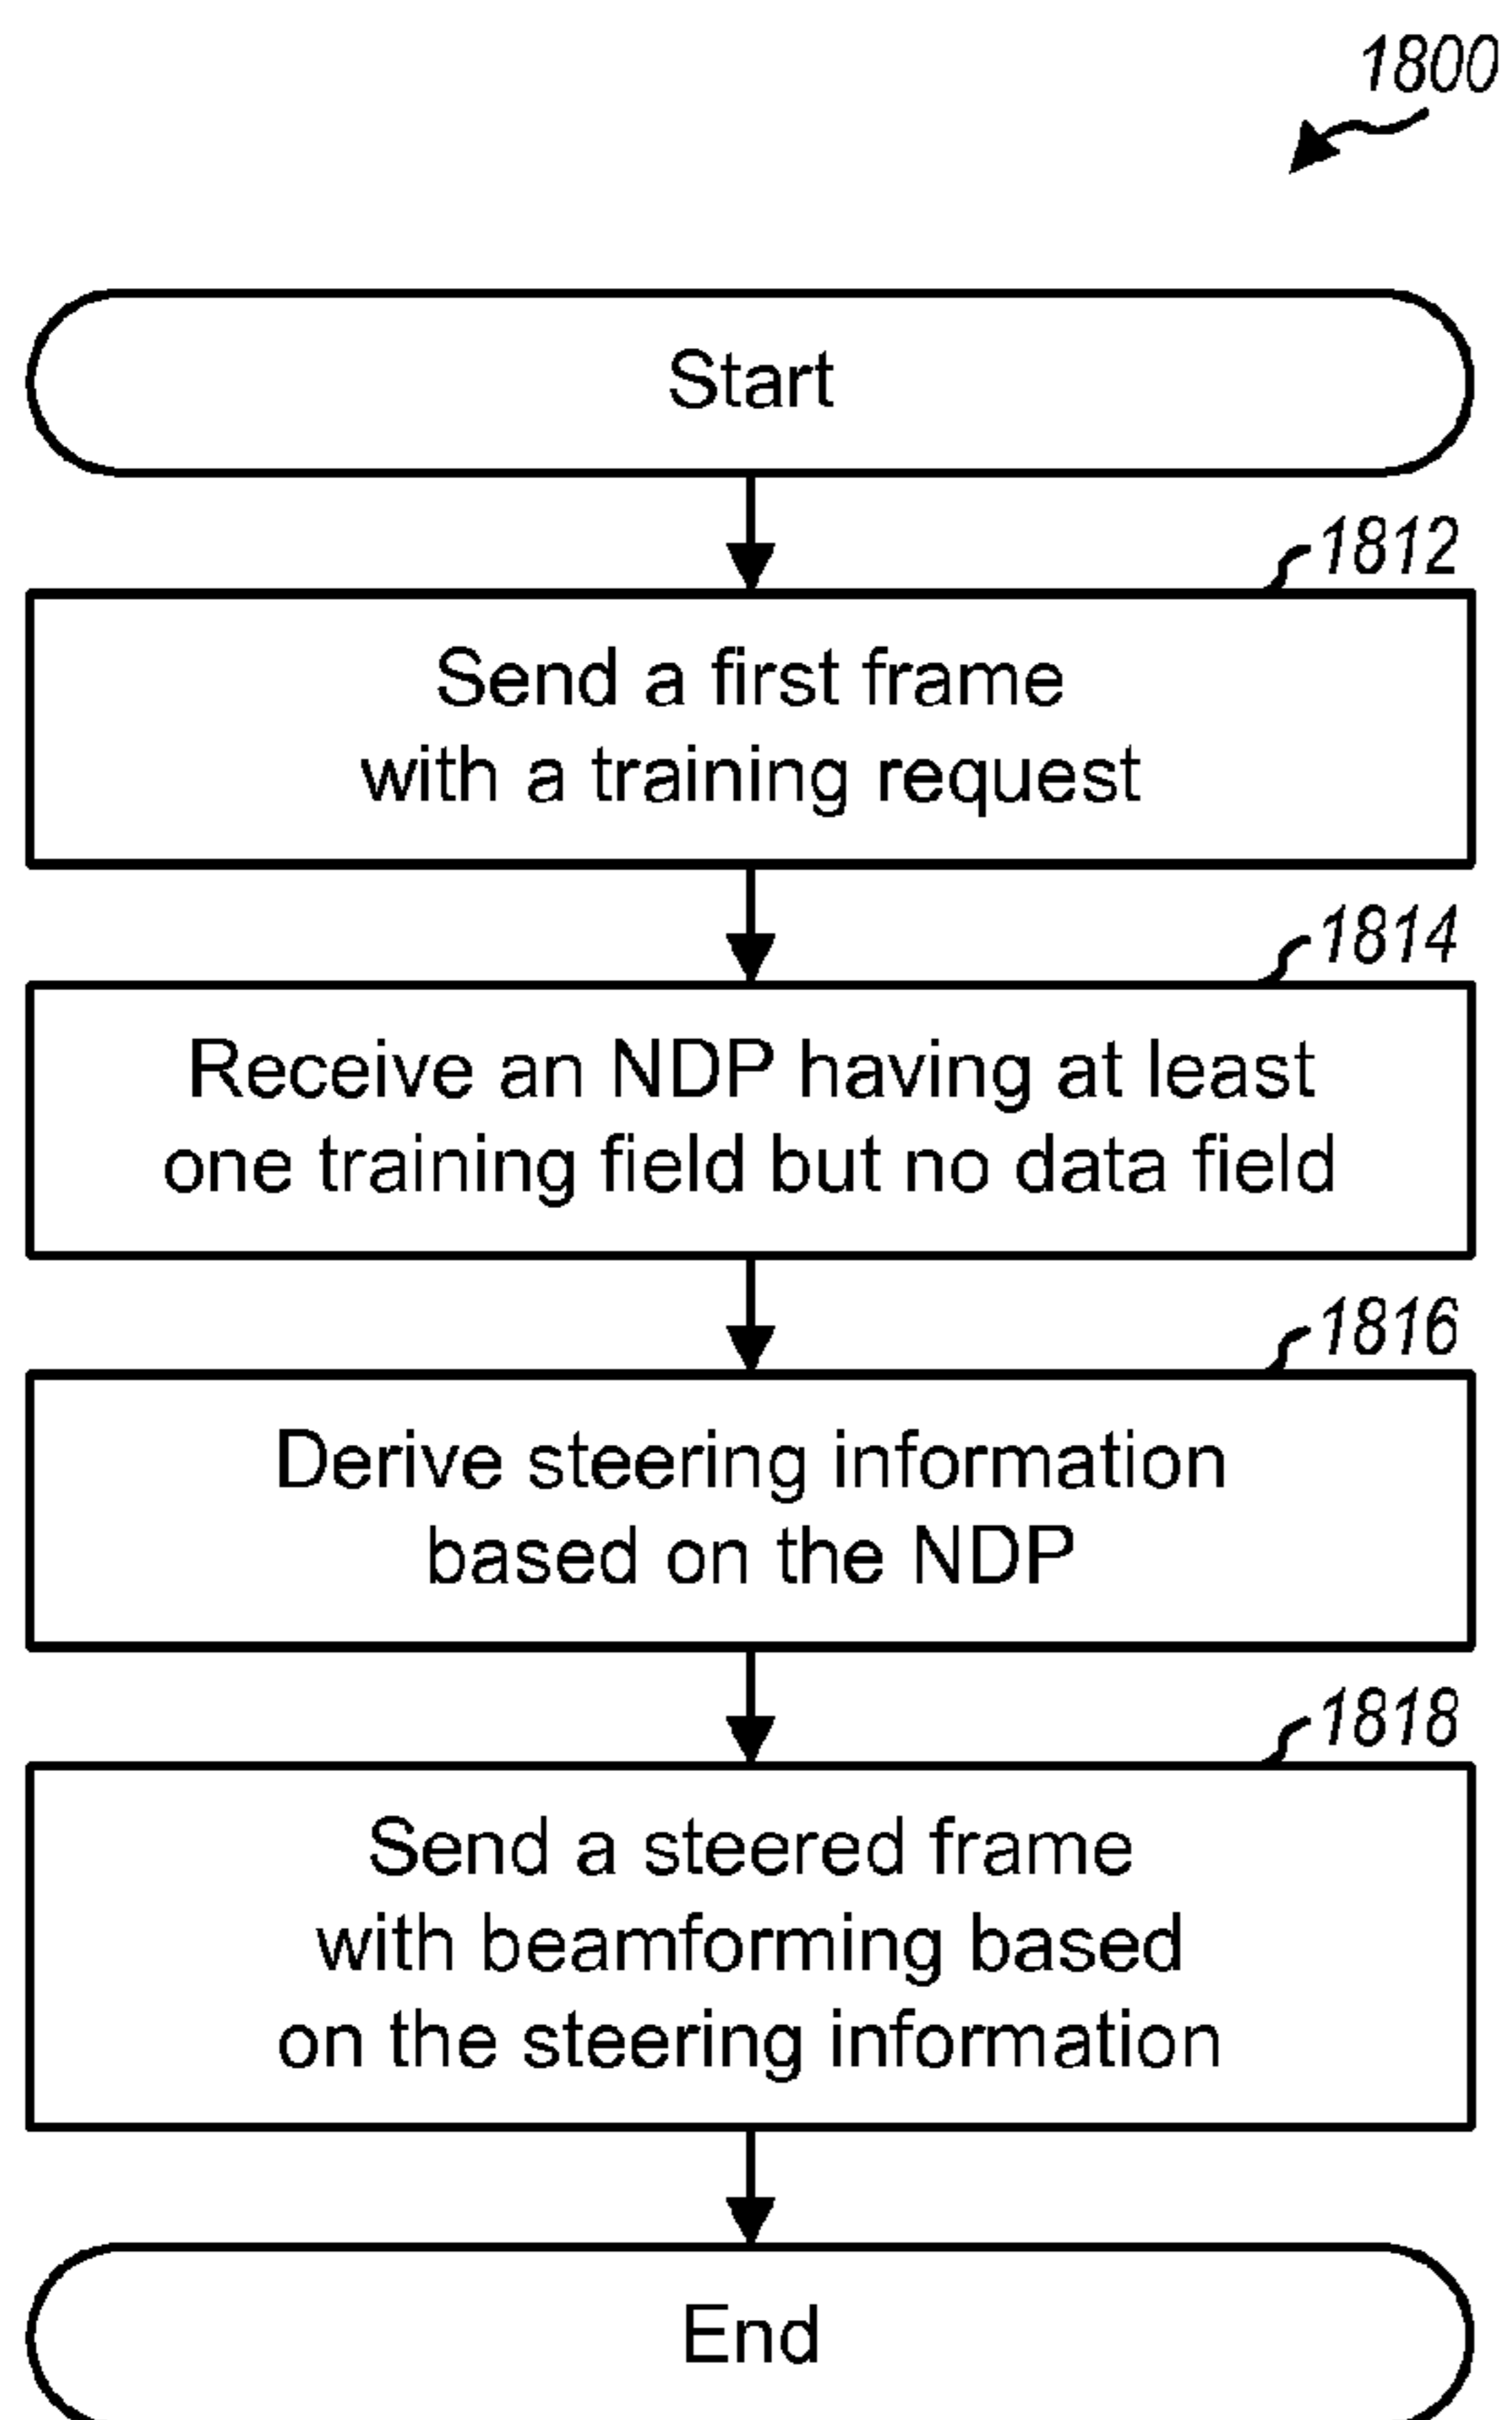 1800
Start
1812
Send a first frame
with a training request
1814
Receive an NDP having at least
one training field but no data field
1816
Derive steering information
based on the NDP
1818
Send a steered frame
with beamforming based
on the steering information
End